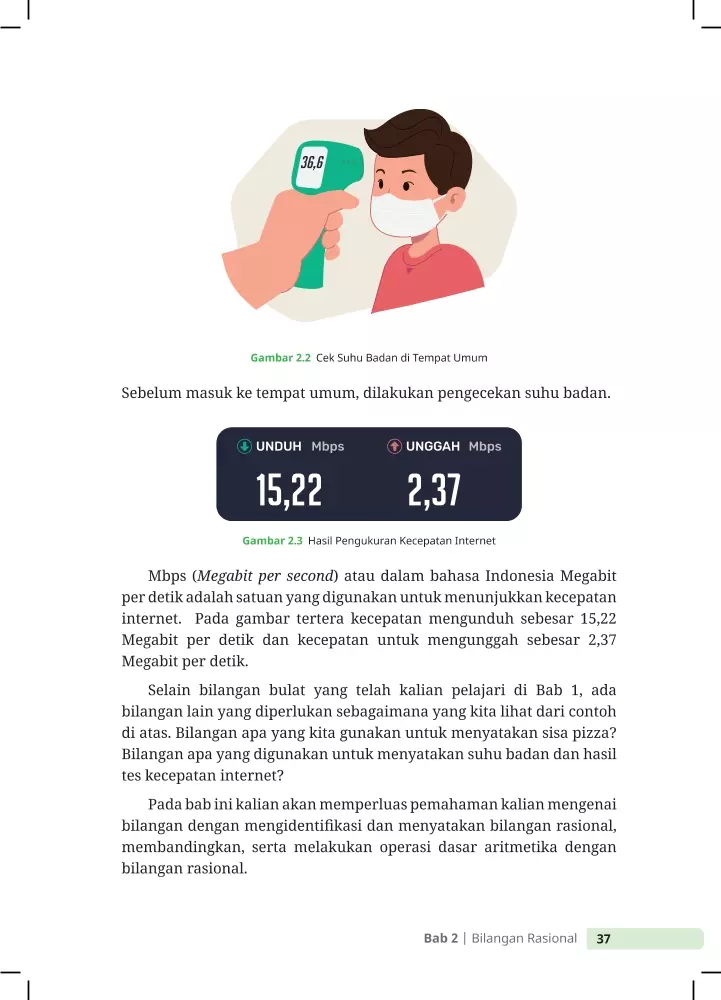 36,6
Gambar 2.2 Cek Suhu Badan di Tempat Umum
Sebelum masuk ke tempat umum, dilakukan pengecekan suhu badan.
UNDUH Mbps UNGGAH Mbps
15,22 2,37
Gambar 2.3 Hasil Pengukuran Kecepatan Internet
Mbps (Megabit per second) atau dalam bahasa Indonesia Megabit
per detik adalah satuan yang digunakan untuk menunjukkan kecepatan
internet. Pada gambar tertera kecepatan mengunduh sebesar 15,22
Megabit per detik dan kecepatan untuk mengunggah sebesar 2,37
Megabit per detik.
Selain bilangan bulat yang telah kalian pelajari di Bab 1, ada
bilangan lain yang diperlukan sebagaimana yang kita lihat dari contoh
di atas. Bilangan apa yang kita gunakan untuk menyatakan sisa pizza?
Bilangan apa yang digunakan untuk menyatakan suhu badan dan hasil
tes kecepatan internet?
Pada bab ini kalian akan memperluas pemahaman kalian mengenai
bilangan dengan mengidentifikasi dan menyatakan bilangan rasional,
membandingkan, serta melakukan operasi dasar aritmetika dengan
bilangan rasional.
Bab 2 | Bilangan Rasional 37